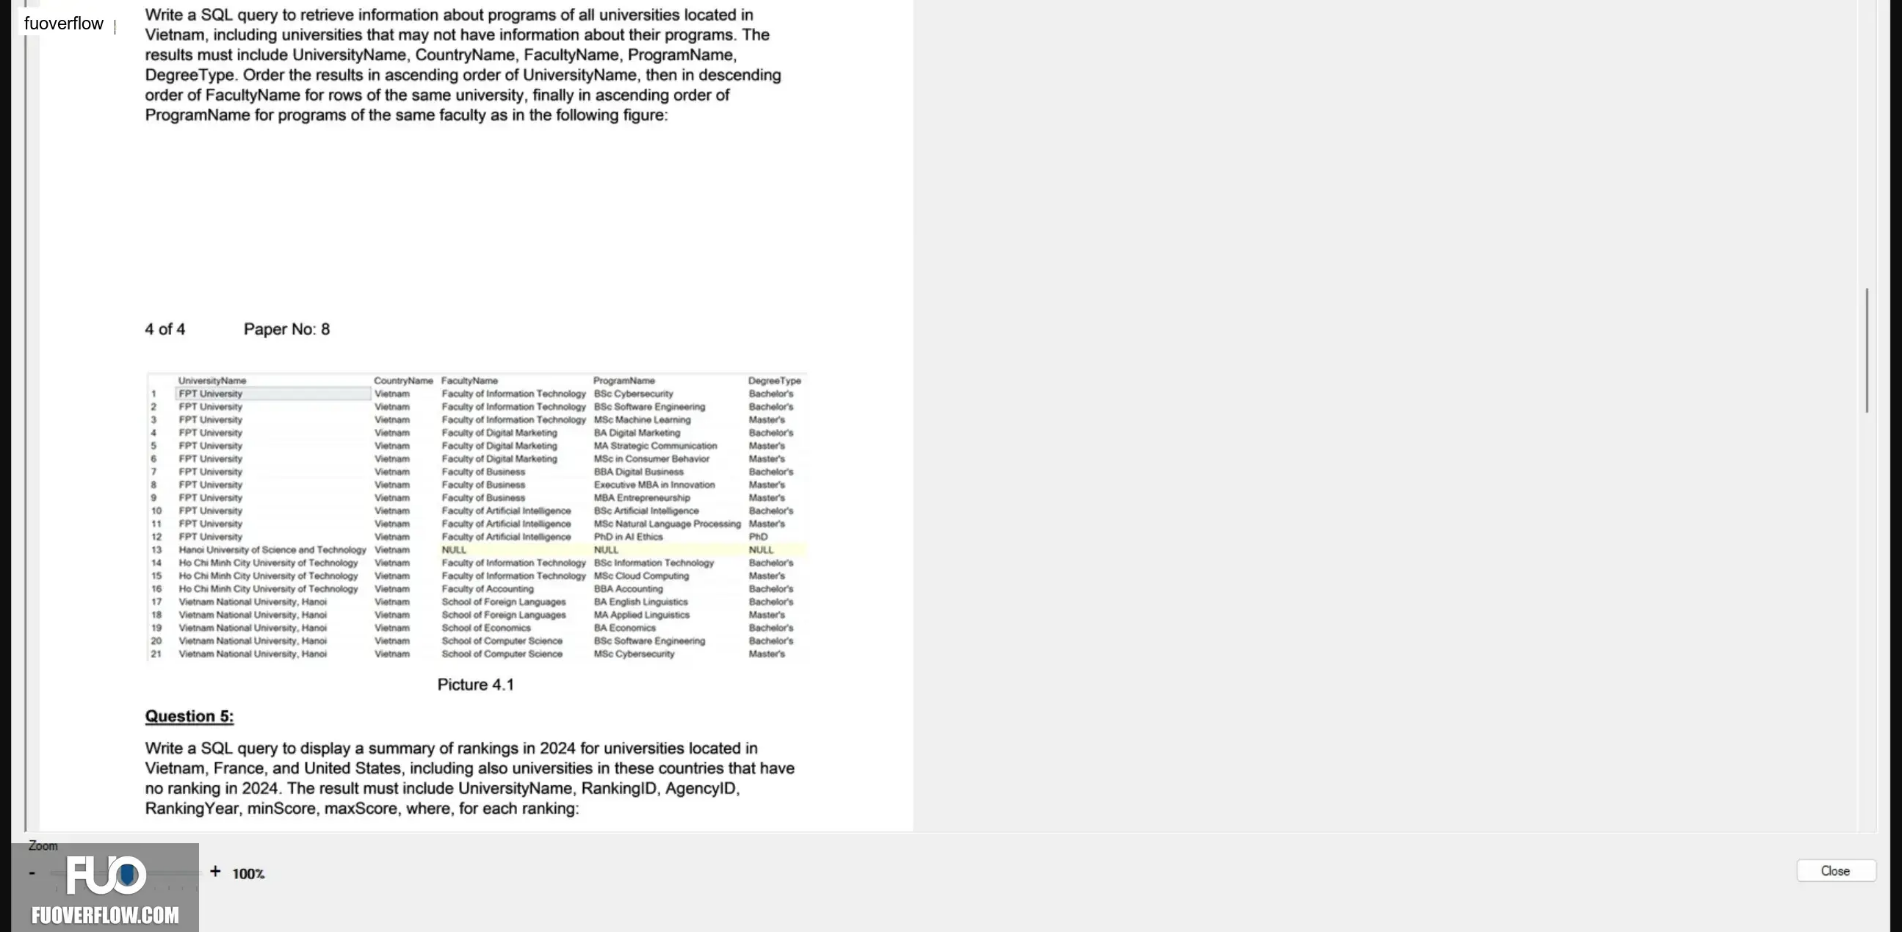 fuoverflow
Write a SQL query to retrieve information about programs of all universities located in
Vietnam, including universities that may not have information about their programs. The
results must include UniversityName, CountryName, FacultyName, ProgramName,
DegreeType. Order the results in ascending order of UniversityName, then in descending
order of FacultyName for rows of the same university, finally in ascending order of
ProgramName for programs of the same faculty as in the following figure:
4 of 4 Paper No: 8
UniversityName CountryName FacultyName ProgramName DegreeType
1 FPT University Vietnam Faculty of Information Technology BSc Cybersecurity Bachelor's
2 FPT University Vietnam Faculty of Information Technology BSc Software Engineering Bachelor's
3 FPT University Vietnam Faculty of Information Technology MSc Machine Learning Master's
4 FPT University Vietnam Faculty of Digital Marketing BA Digital Marketing Bachelor's
5 FPT University Vietnam Faculty of Digital Marketing MA Strategic Communication Master's
6 FPT University Vietnam Faculty of Digital Marketing MSc in Consumer Behavior Master's
7 FPT University Vietnam Faculty of Business BBA Digital Business Bachelor's
8 FPT University Vietnam Faculty of Business Executive MBA in Innovation Master's
9 FPT University Vietnam Faculty of Business MBA Entrepreneurship Master's
10 FPT University Vietnam Faculty of Artificial Intelligence BSc Artificial Intelligence Bachelor's
11 FPT University Vietnam Faculty of Artificial Intelligence MSc Natural Language Processing Master's
12 FPT University Vietnam Faculty of Artificial Intelligence PhD in AI Ethics PhD
13 Hanoi University of Science and Technology Vietnam NULL NULL NULL
14 Ho Chi Minh City University of Technology Vietnam Faculty of Information Technology BSc Information Technology Bachelor's
15 Ho Chi Minh City University of Technology Vietnam Faculty of Information Technology MSc Cloud Computing Master's
16 Ho Chi Minh City University of Technology Vietnam Faculty of Accounting BBA Accounting Bachelor's
17 Vietnam National University, Hanoi Vietnam School of Foreign Languages BA English Linguistics Bachelor's
18 Vietnam National University, Hanoi Vietnam School of Foreign Languages MA Applied Linguistics Master's
19 Vietnam National University, Hanoi Vietnam School of Economics BA Economics Bachelor's
20 Vietnam National University, Hanoi Vietnam School of Computer Science BSc Software Engineering Bachelor's
21 Vietnam National University, Hanoi Vietnam School of Computer Science MSc Cybersecurity Master's
Picture 4.1
Question 5:
Write a SQL query to display a summary of rankings in 2024 for universities located in
Vietnam, France, and United States, including also universities in these countries that have
no ranking in 2024. The result must include UniversityName, RankingID, AgencyID,
RankingYear, minScore, maxScore, where, for each ranking:
Zoom
- + 100%
Close
FUO
FUOVERFLOW.COM